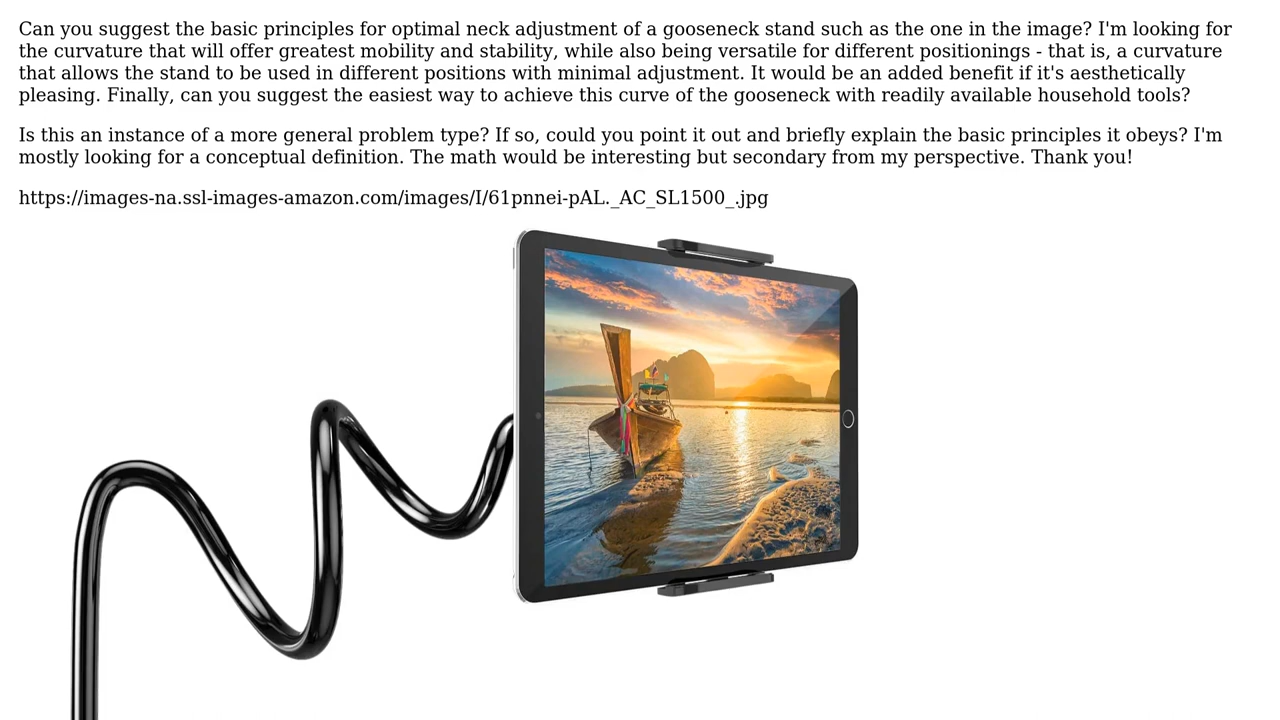 Can you suggest the basic principles for optimal neck adjustment of a gooseneck stand such as the one in the image? I'm looking for
the curvature that will offer greatest mobility and stability, while also being versatile for different positionings - that is, a curvature
that allows the stand to be used in different positions with minimal adjustment. It would be an added benefit if it's aesthetically
pleasing. Finally, can you suggest the easiest way to achieve this curve of the gooseneck with readily available household tools?
Is this an instance of a more general problem type? If so, could you point it out and briefly explain the basic principles it obeys? I'm
mostly looking for a conceptual definition. The math would be interesting but secondary from my perspective. Thank you!
https://images-na.ssl-images-amazon.com/images/I/61pnnei-pAL._AC_SL1500_.jpg